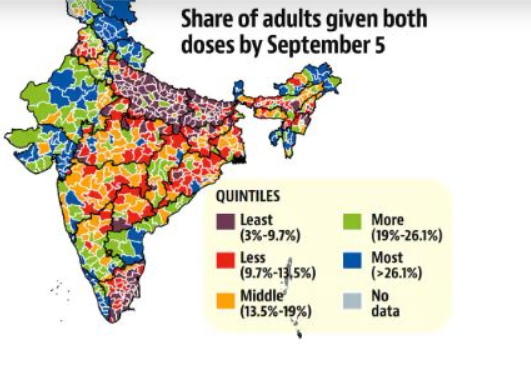 Share of adults given both
doses by September 5
QUINTILES
Least
(3%-9.7%)
Less
(9.7%-13.5%)
Middle
(13.5%-19%)
More
(19%-26.1%)
Most
(>26.1%)
No
data